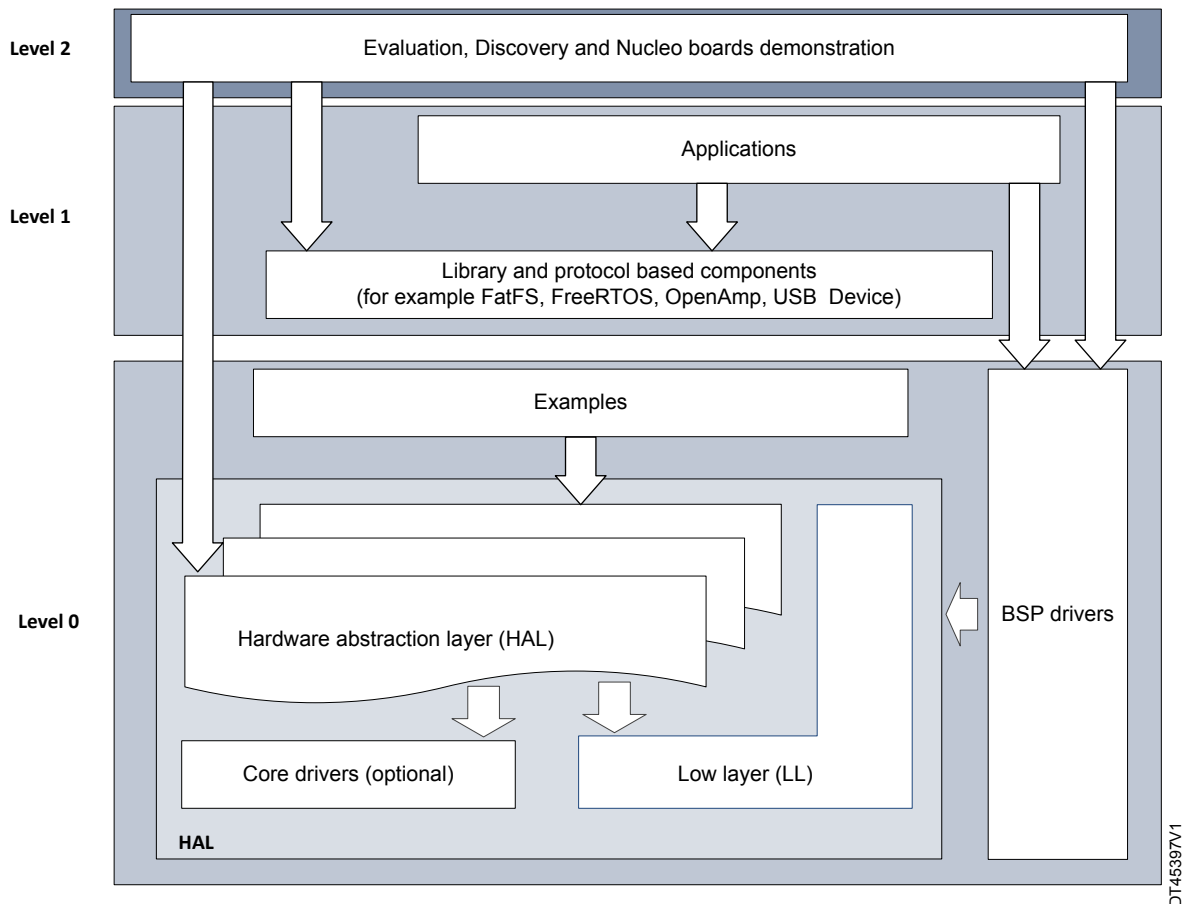 Level 2
Evaluation, Discovery and Nucleo boards demonstration
Applications
Level 1
Library and protocol based components
(for example FatFS, FreeRTOS, OpenAmp, USB Device)
Examples
Level 0
Hardware abstraction layer (HAL)
BSP drivers
Core drivers (optional)
Low layer (LL)
HAL
DT45397V1